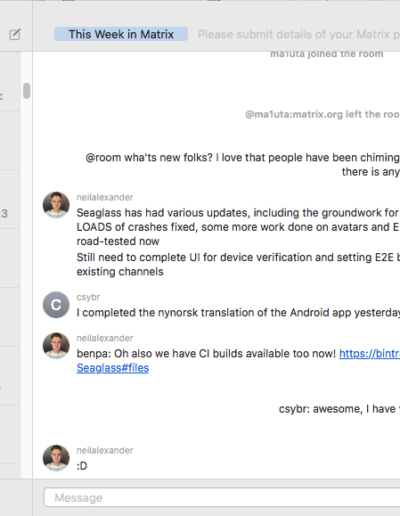 This Week in Matrix Please submit details of your Matrix p
ma1uta joined the room
c
@ma1uta:matrix.org left the roo
@room wha'ts new folks? I love that people have been chiming
there is any
neilalexander
Seaglass has had various updates, including the groundwork for
LOADS of crashes fixed, some more work done on avatars and E
:3
road-tested now
Still need to complete UI for device verification and setting E2E b
existing channels
csybr
C
I completed the nynorsk translation of the Android app yesterday
neilalexander
benpa: Oh also we have CI builds available too now! https://bintra
Seaglass#files
csybr: awesome, I have
neilalexander
:D
Message